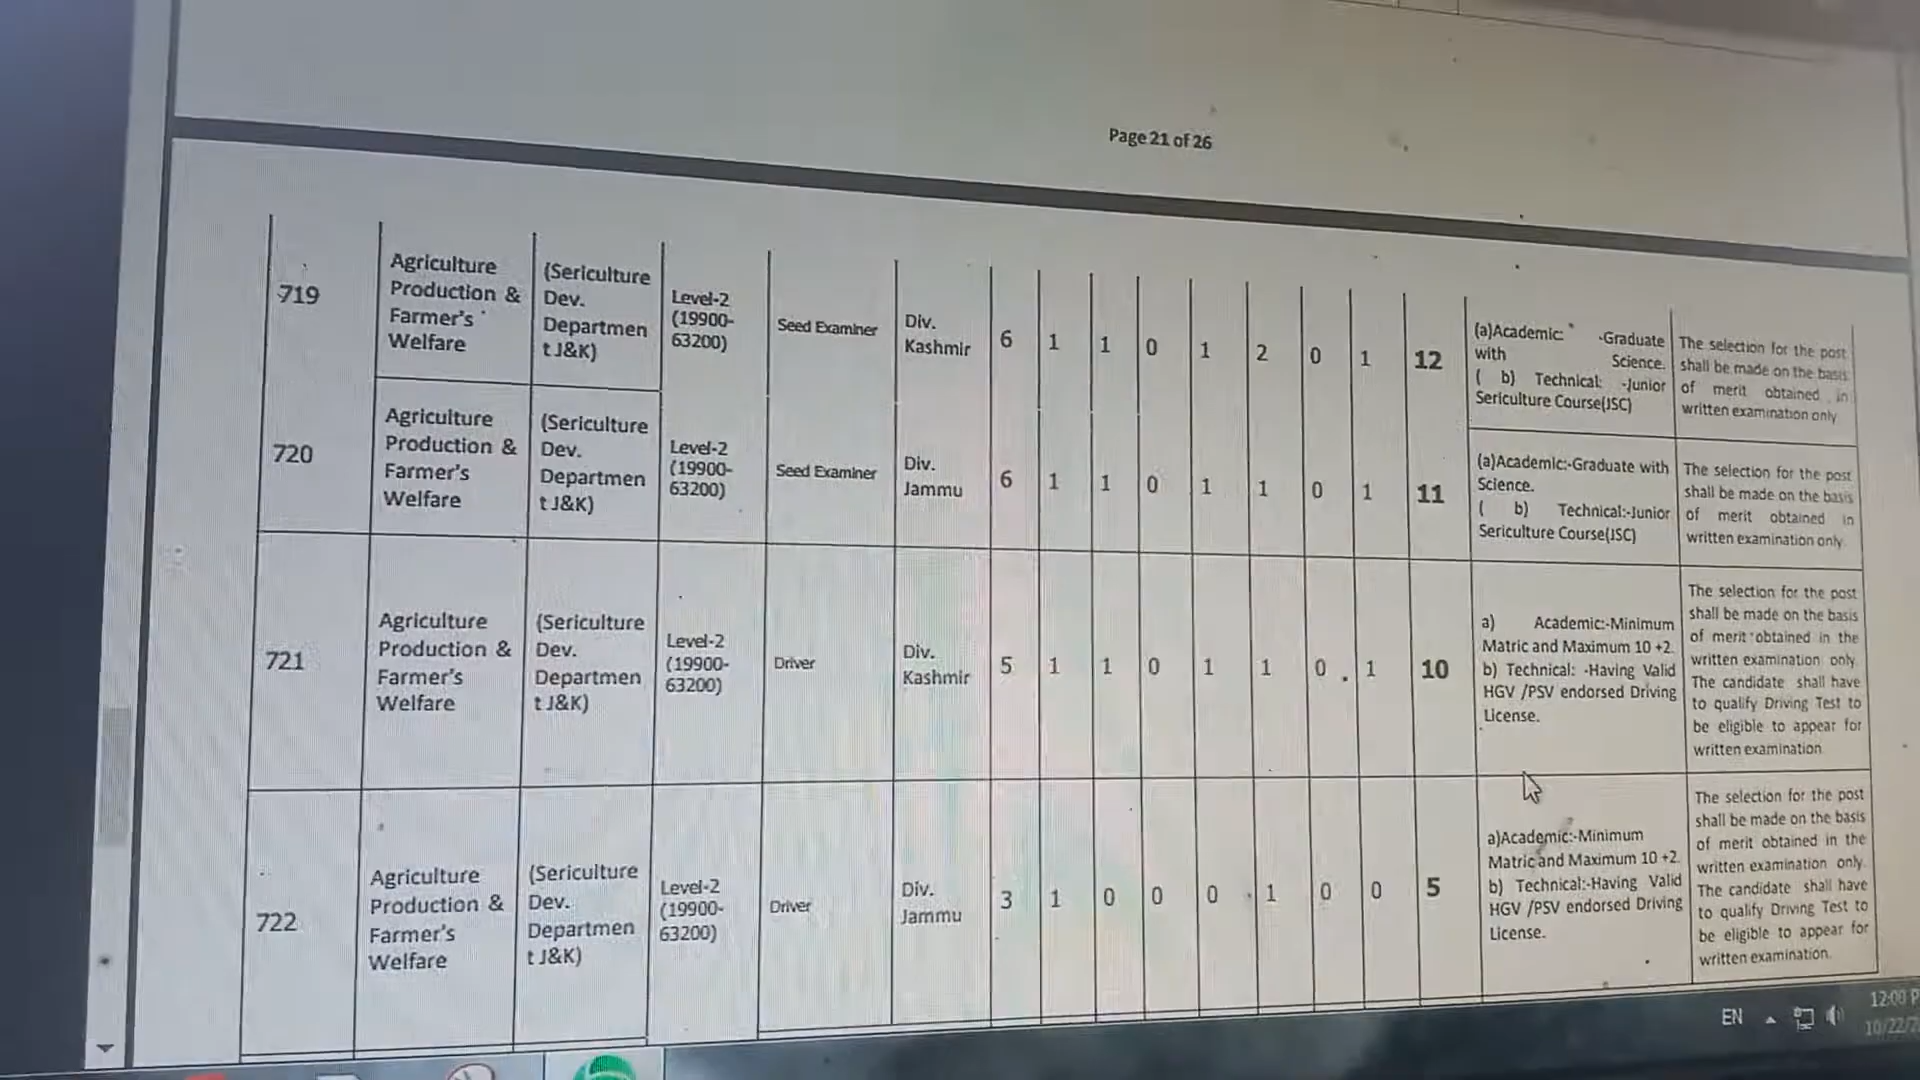 Page 21 of 26
719
Agriculture
Production &
Farmer's
Welfare
(Sericulture
Dev.
Departmen
t J&K)
Level-2
(19900-
63200)
Seed Examiner
Div.
Kashmir
6 1 1 0 1 2 0 1 12
(a)Academic: -Graduate
with Science.
( b) Technical: -Junior
Sericulture Course(JSC)
The selection for the post
shall be made on the basis
of merit obtained in
written examination only
720
Agriculture
Production &
Farmer's
Welfare
(Sericulture
Dev.
Departmen
t J&K)
Level-2
(19900-
63200)
Seed Examiner
Div.
Jammu
6 1 1 0 1 1 0 1 11
(a)Academic:-Graduate with
Science.
( b) Technical:-Junior
Sericulture Course(JSC)
The selection for the post
shall be made on the basis
of merit obtained in
written examination only.
721
Agriculture
Production &
Farmer's
Welfare
(Sericulture
Dev.
Departmen
t J&K)
Level-2
(19900-
63200)
Driver
Div.
Kashmir
5 1 1 0 1 1 0 1 10
a) Academic:-Minimum
Matric and Maximum 10 +2.
b) Technical: -Having Valid
HGV /PSV endorsed Driving
License.
The selection for the post
shall be made on the basis
of merit obtained in the
written examination only.
The candidate shall have
to qualify Driving Test to
be eligible to appear for
written examination
722
Agriculture
Production &
Farmer's
Welfare
(Sericulture
Dev.
Departmen
t J&K)
Level-2
(19900-
63200)
Driver
Div.
Jammu
3 1 0 0 0 1 0 0 5
a)Academic:-Minimum
Matric and Maximum 10 +2.
b) Technical:-Having Valid
HGV /PSV endorsed Driving
License.
The selection for the post
shall be made on the basis
of merit obtained in the
written examination only.
The candidate shall have
to qualify Driving Test to
be eligible to appear for
written examination.
EN
12:00 P
10/22/2